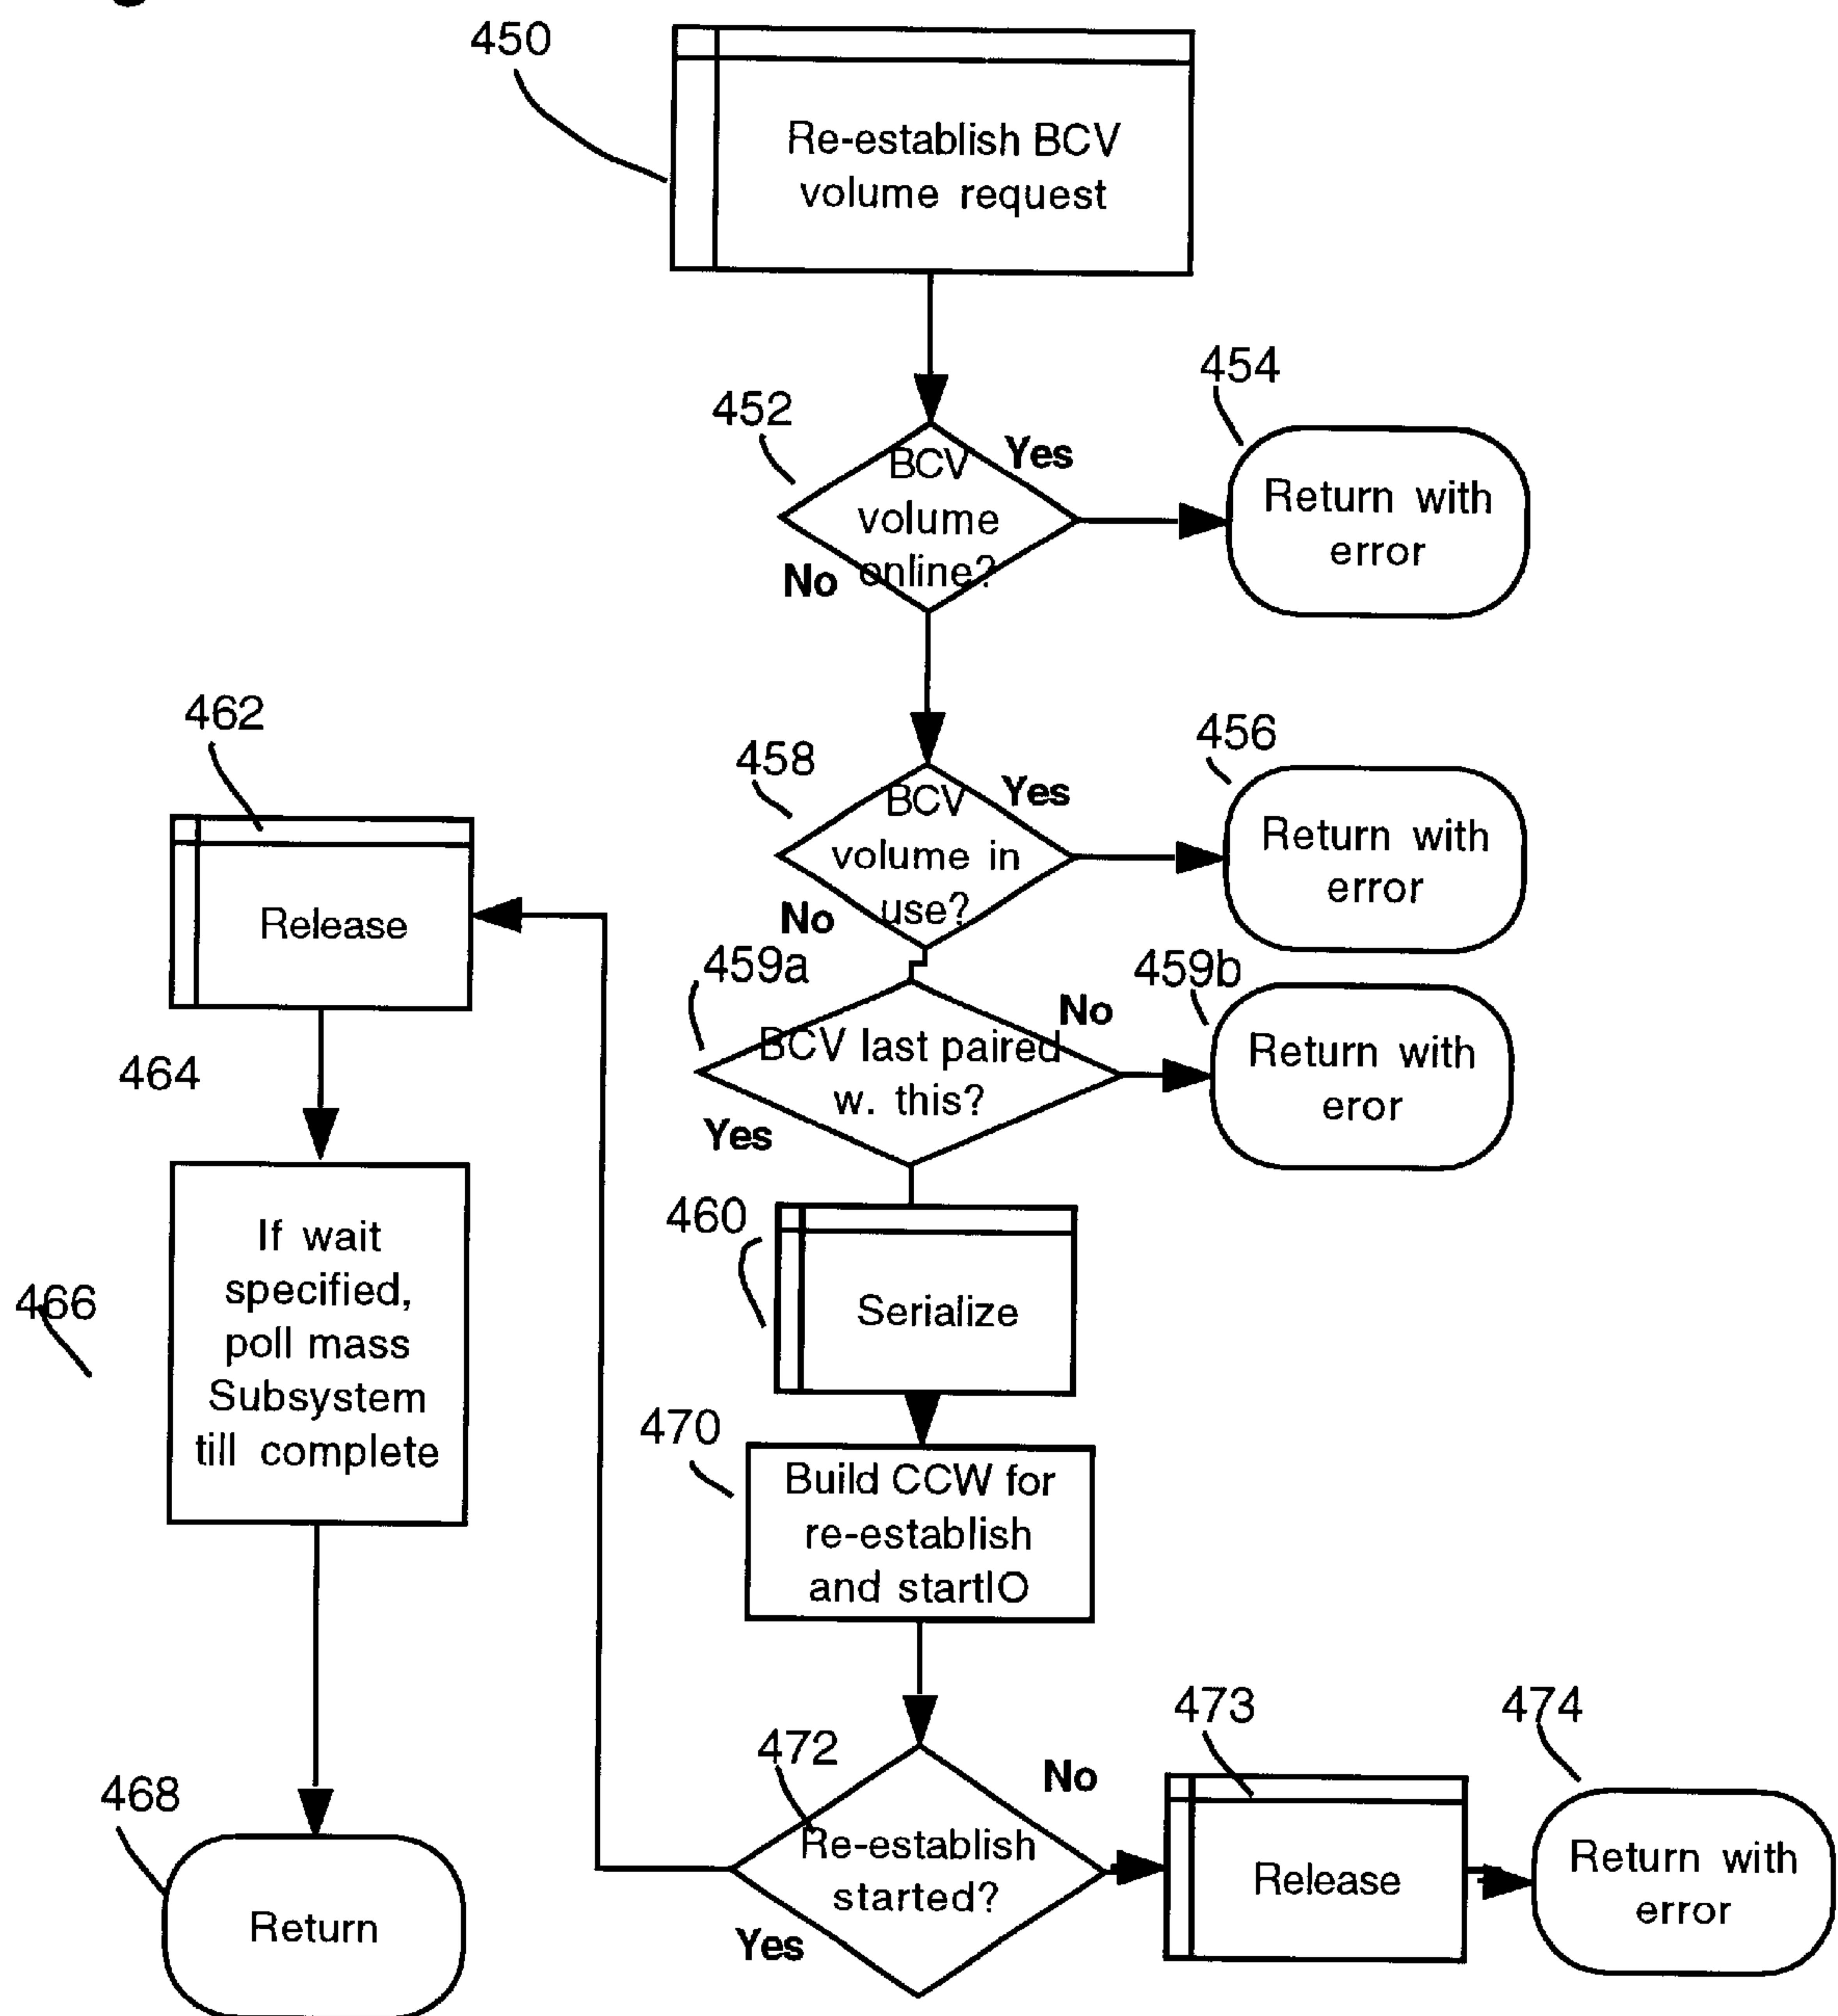 450
Re-establish BCV
volume request
454
452
BCV
volume
online?
Yes
No
Return with
error
462
458
BCV
volume in
use?
Yes
No
456
Return with
error
Release
459a
BCV last paired
w. this?
No
Yes
459b
Return with
eror
464
460
Serialize
466
If wait
specified,
poll mass
Subsystem
till complete
470
Build CCW for
re-establish
and startIO
472
Re-establish
started?
No
Yes
473
Release
474
Return with
error
468
Return